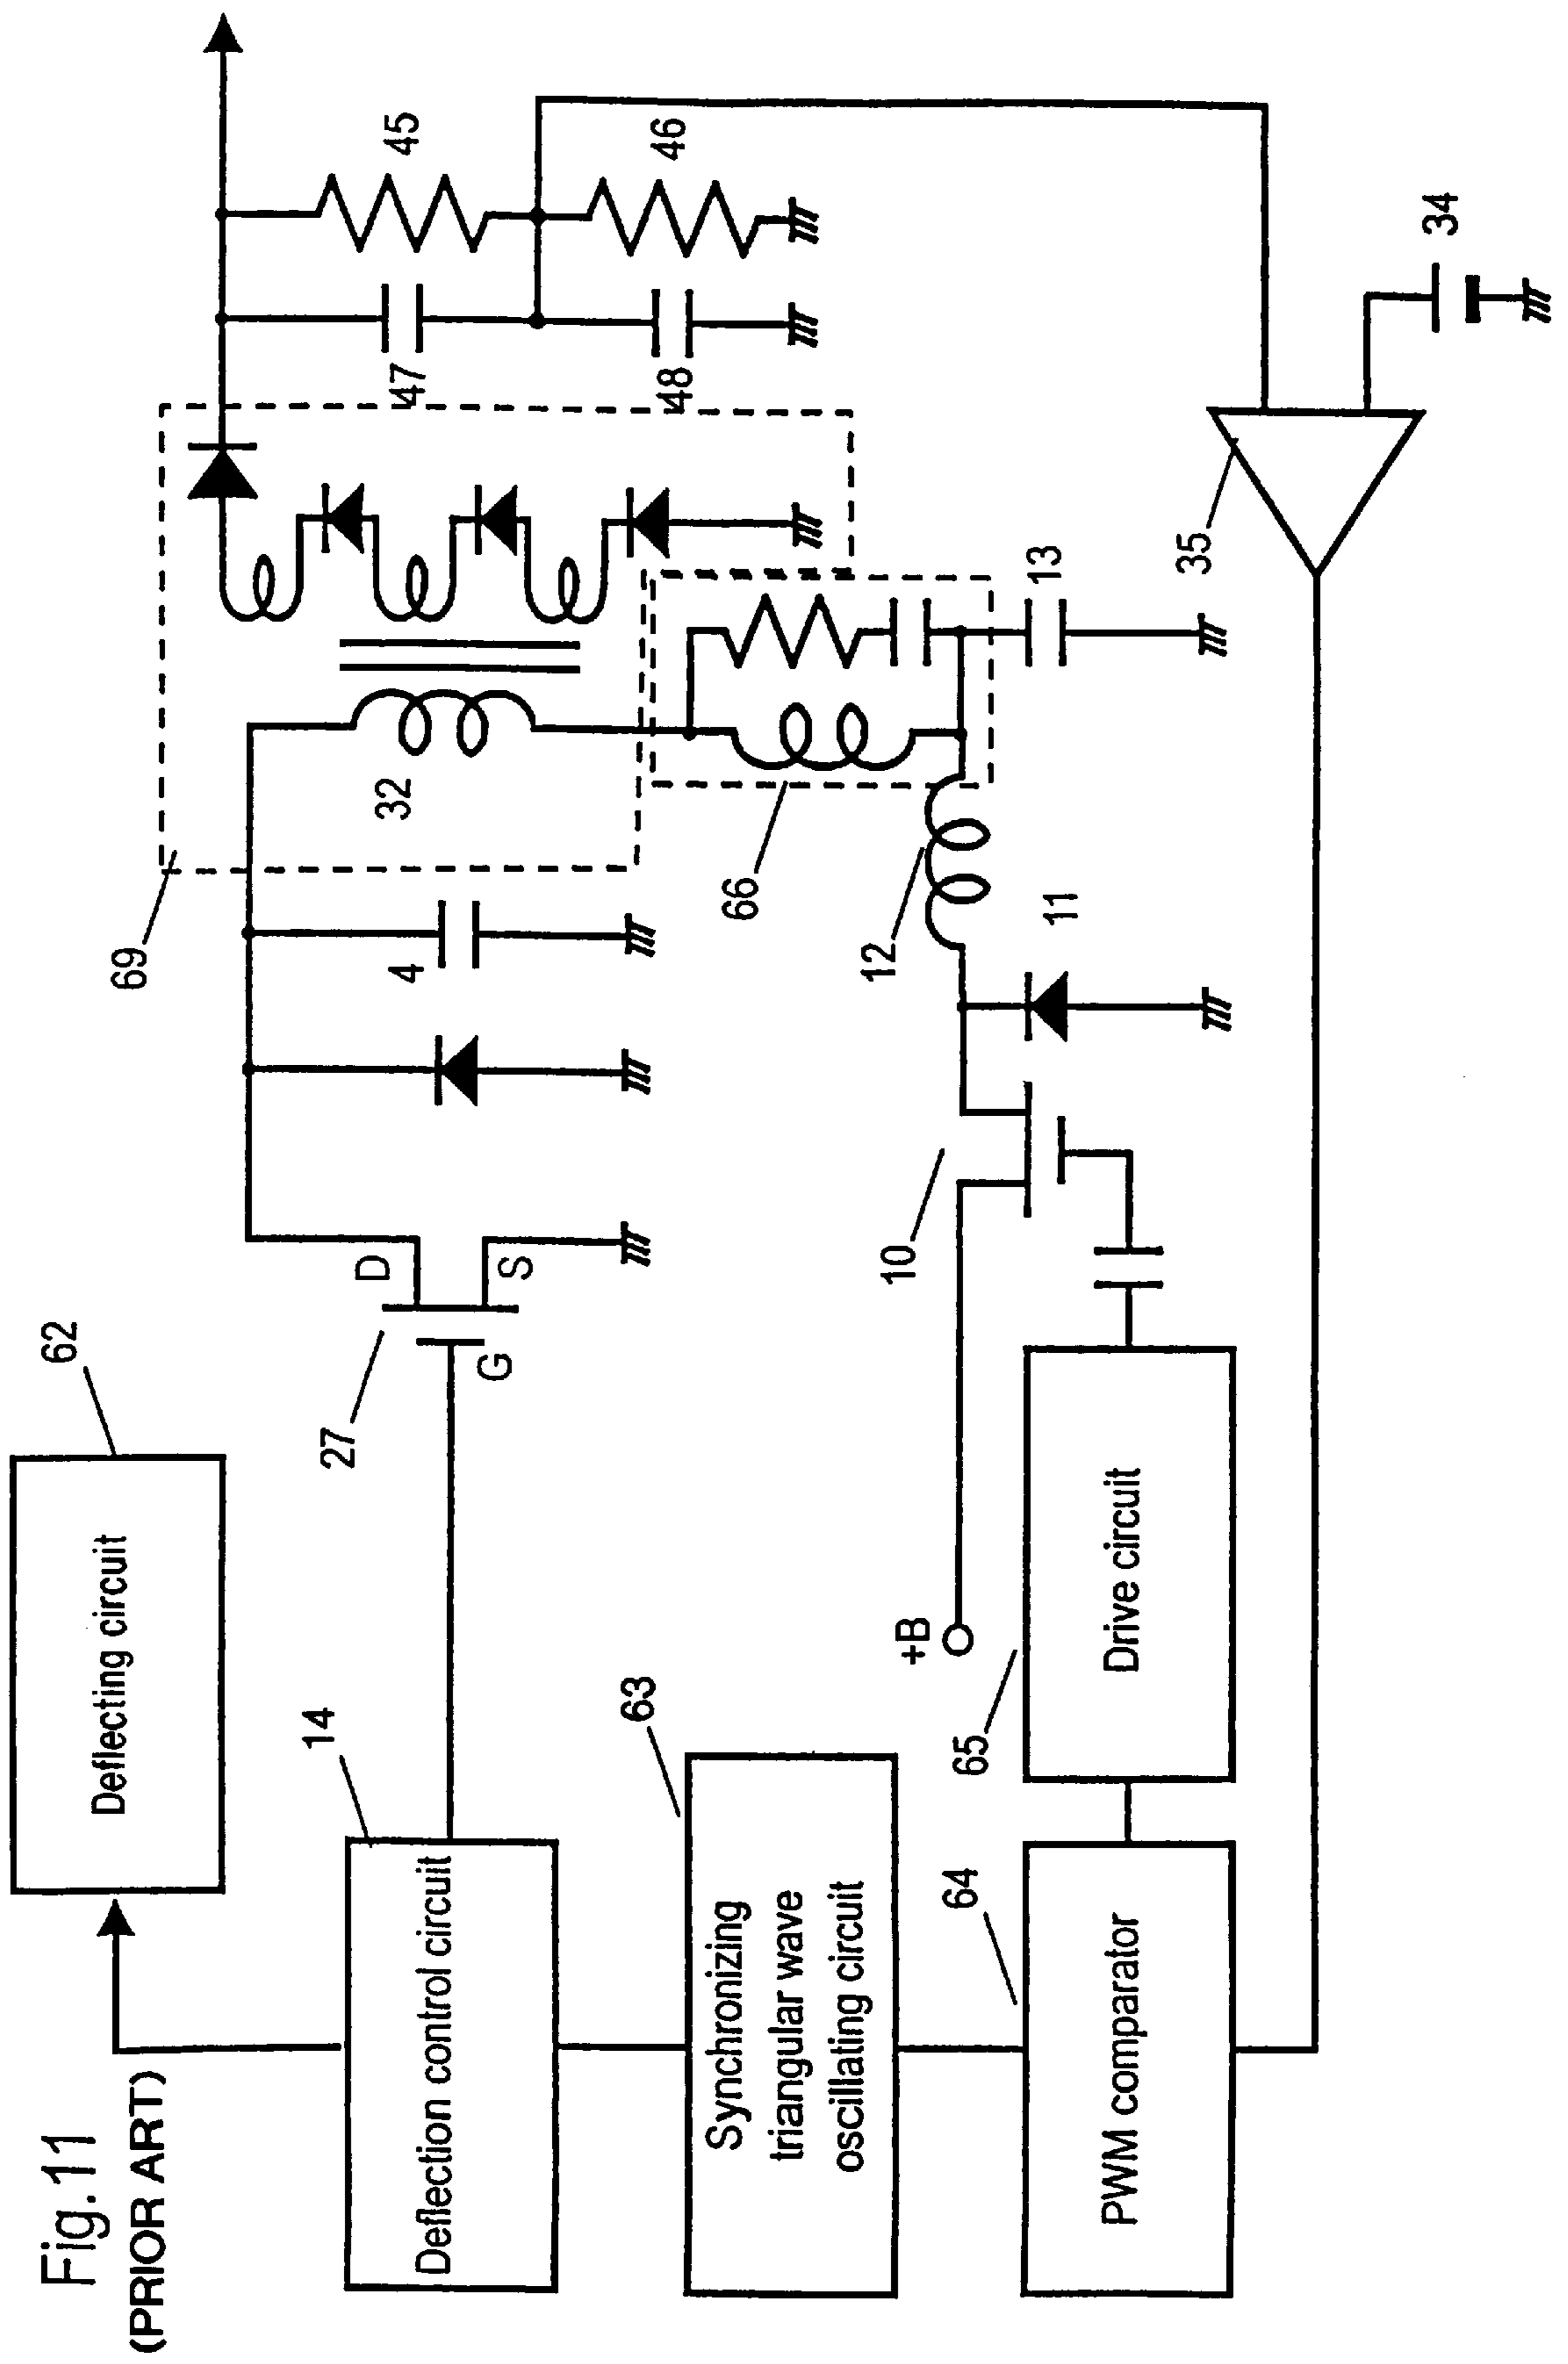 Fig.11
(PRIOR ART)
62
Deflecting circuit
14
Deflection control circuit
63
Synchronizing
triangular wave
oscillating circuit
64
PWM comparator
65
Drive circuit
+B
27
D
G
S
10
69
4
32
66
12
11
13
47
45
48
46
35
34